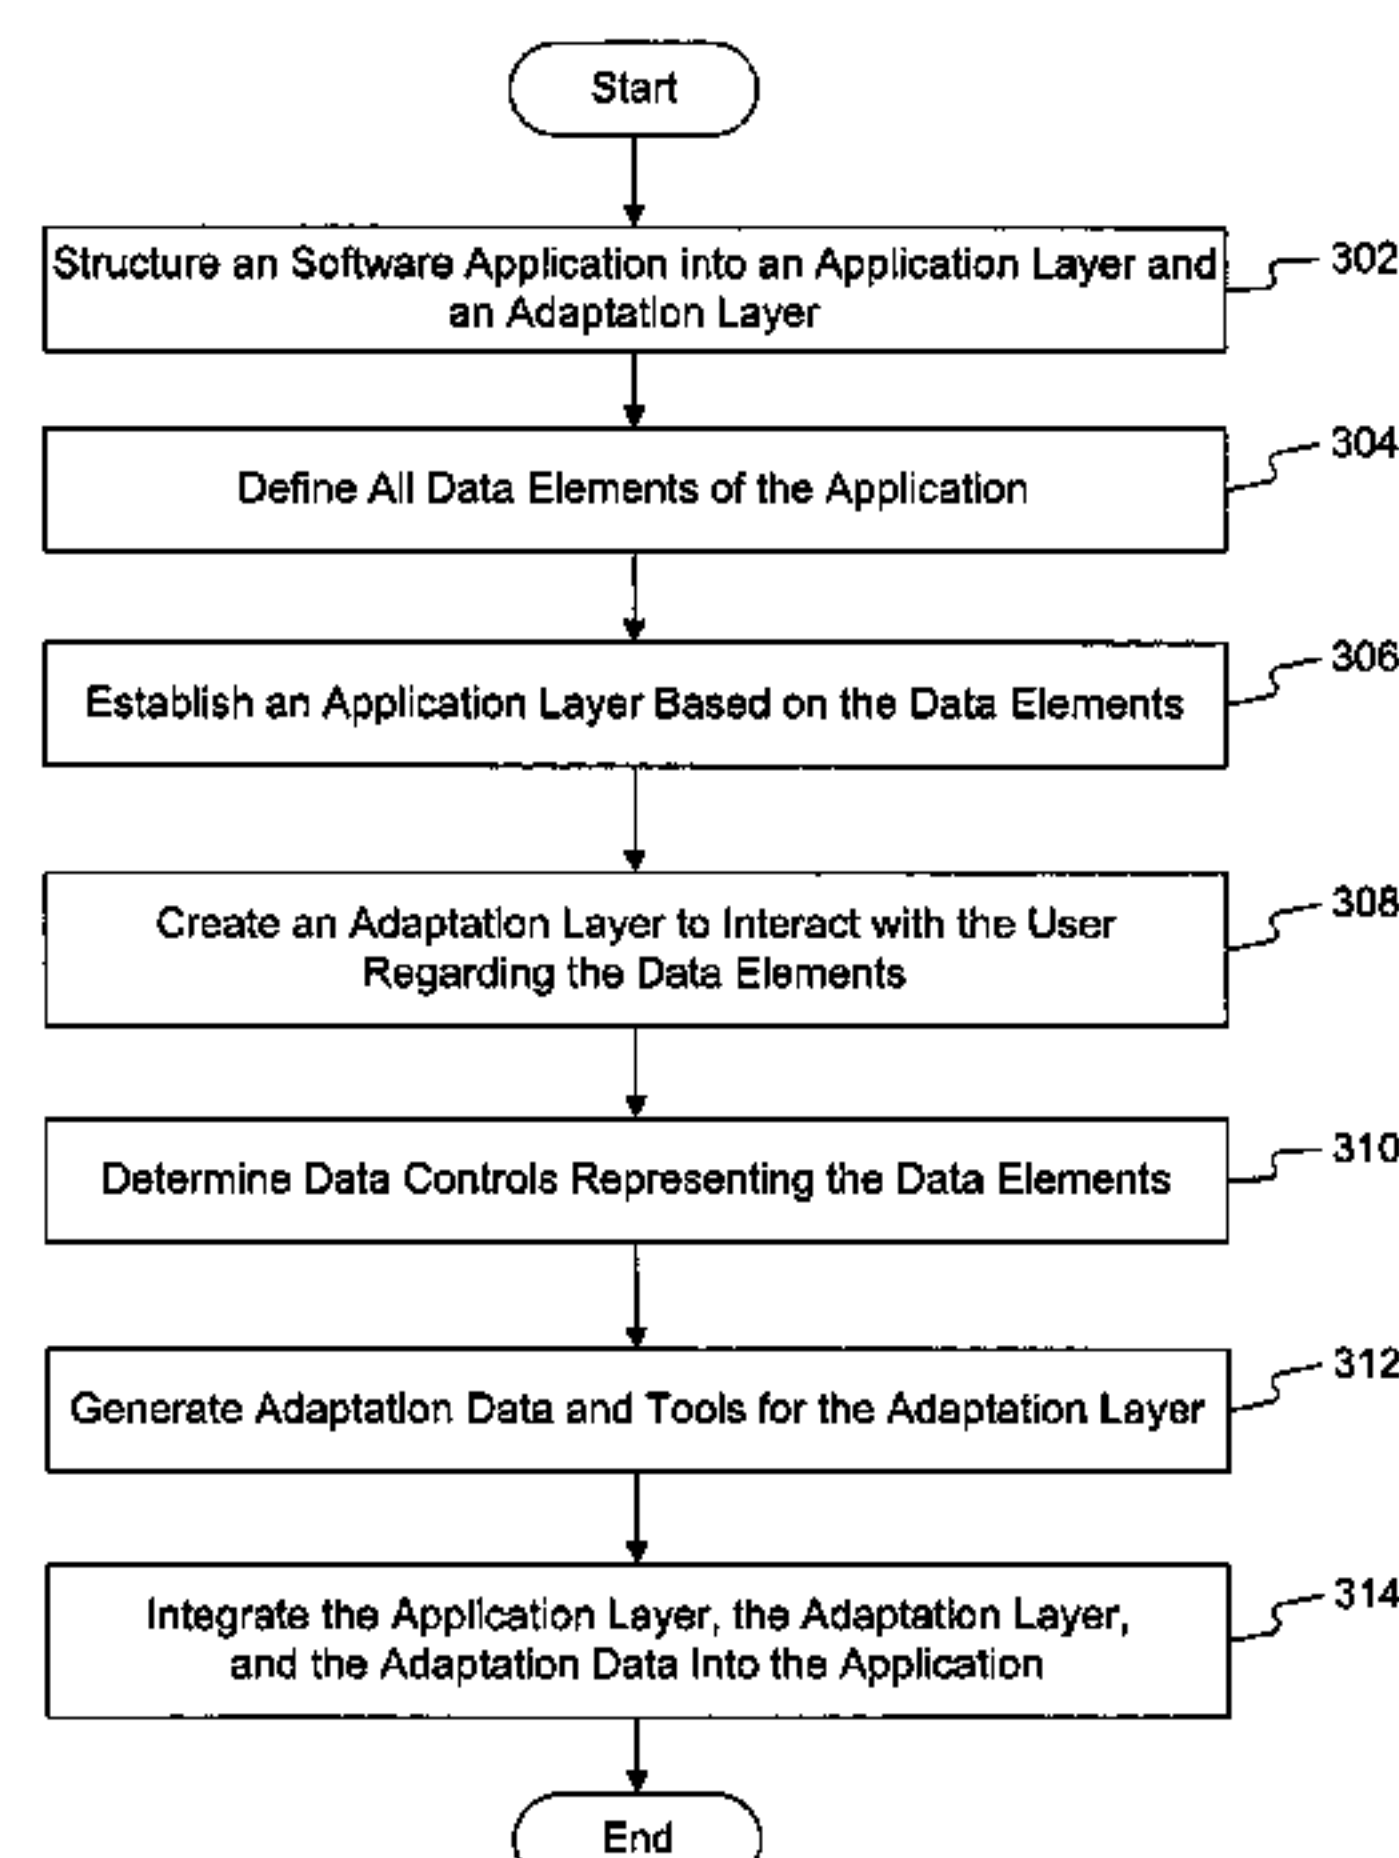 Start
Structure an Software Application into an Application Layer and
an Adaptation Layer
302
Define All Data Elements of the Application
304
Establish an Application Layer Based on the Data Elements
306
Create an Adaptation Layer to Interact with the User
Regarding the Data Elements
308
Determine Data Controls Representing the Data Elements
310
Generate Adaptation Data and Tools for the Adaptation Layer
312
Integrate the Application Layer, the Adaptation Layer,
and the Adaptation Data Into the Application
314
End